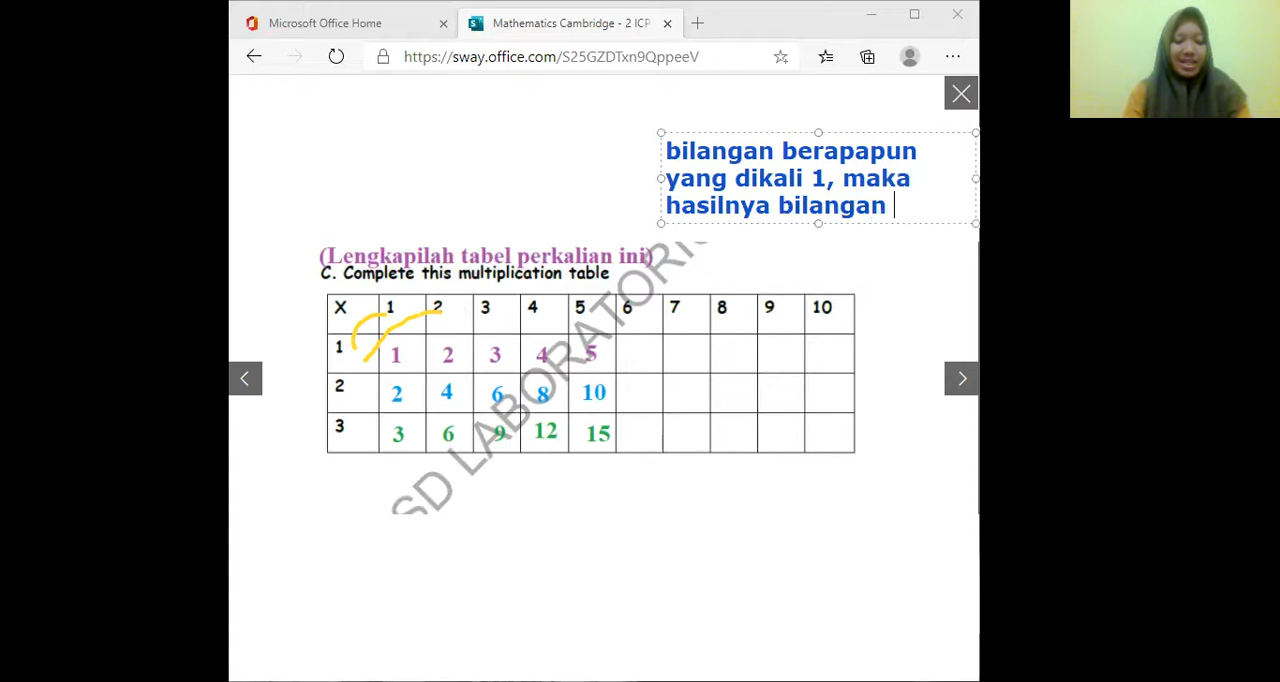 Microsoft Office Home
Mathematics Cambridge - 2 ICP
https://sway.office.com/S25GZDTxn9QppeeV
bilangan berapapun
yang dikali 1, maka
hasilnya bilangan
(Lengkapilah tabel perkalian ini)
C. Complete this multiplication table
X 1 2 3 4 5 6 7 8 9 10
1 1 2 3 4 5
2 2 4 6 8 10
3 3 6 9 12 15
SD LABORATORIU